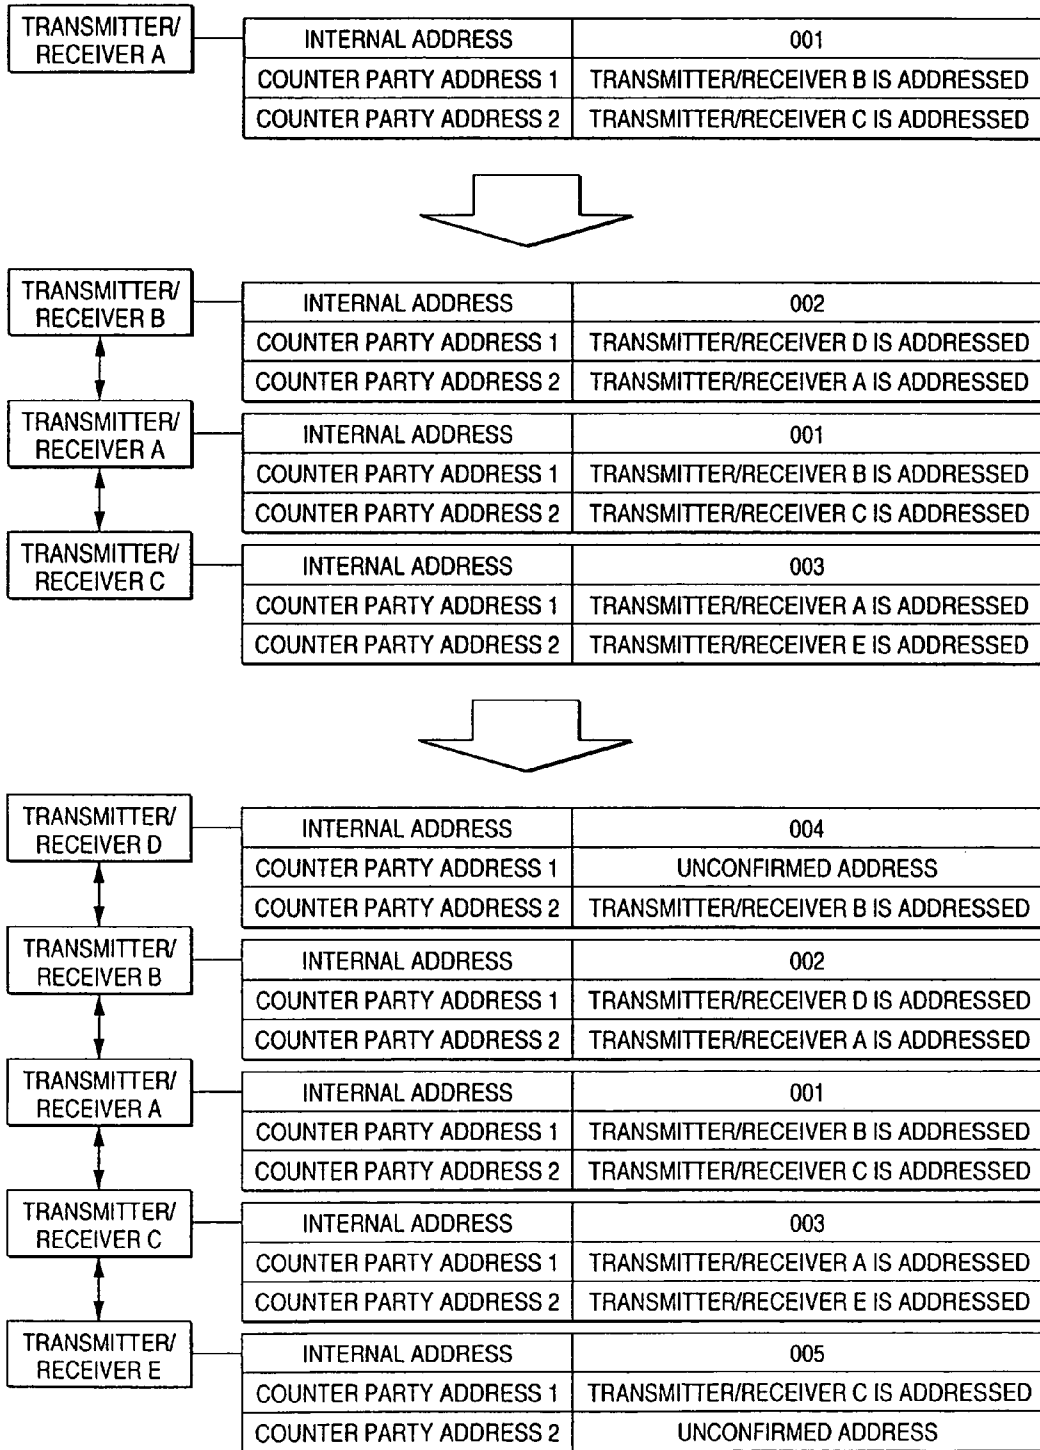 TRANSMITTER/
RECEIVER A
INTERNAL ADDRESS 001
COUNTER PARTY ADDRESS 1 TRANSMITTER/RECEIVER B IS ADDRESSED
COUNTER PARTY ADDRESS 2 TRANSMITTER/RECEIVER C IS ADDRESSED
TRANSMITTER/
RECEIVER B
INTERNAL ADDRESS 002
COUNTER PARTY ADDRESS 1 TRANSMITTER/RECEIVER D IS ADDRESSED
COUNTER PARTY ADDRESS 2 TRANSMITTER/RECEIVER A IS ADDRESSED
TRANSMITTER/
RECEIVER A
INTERNAL ADDRESS 001
COUNTER PARTY ADDRESS 1 TRANSMITTER/RECEIVER B IS ADDRESSED
COUNTER PARTY ADDRESS 2 TRANSMITTER/RECEIVER C IS ADDRESSED
TRANSMITTER/
RECEIVER C
INTERNAL ADDRESS 003
COUNTER PARTY ADDRESS 1 TRANSMITTER/RECEIVER A IS ADDRESSED
COUNTER PARTY ADDRESS 2 TRANSMITTER/RECEIVER E IS ADDRESSED
TRANSMITTER/
RECEIVER D
INTERNAL ADDRESS 004
COUNTER PARTY ADDRESS 1 UNCONFIRMED ADDRESS
COUNTER PARTY ADDRESS 2 TRANSMITTER/RECEIVER B IS ADDRESSED
TRANSMITTER/
RECEIVER B
INTERNAL ADDRESS 002
COUNTER PARTY ADDRESS 1 TRANSMITTER/RECEIVER D IS ADDRESSED
COUNTER PARTY ADDRESS 2 TRANSMITTER/RECEIVER A IS ADDRESSED
TRANSMITTER/
RECEIVER A
INTERNAL ADDRESS 001
COUNTER PARTY ADDRESS 1 TRANSMITTER/RECEIVER B IS ADDRESSED
COUNTER PARTY ADDRESS 2 TRANSMITTER/RECEIVER C IS ADDRESSED
TRANSMITTER/
RECEIVER C
INTERNAL ADDRESS 003
COUNTER PARTY ADDRESS 1 TRANSMITTER/RECEIVER A IS ADDRESSED
COUNTER PARTY ADDRESS 2 TRANSMITTER/RECEIVER E IS ADDRESSED
TRANSMITTER/
RECEIVER E
INTERNAL ADDRESS 005
COUNTER PARTY ADDRESS 1 TRANSMITTER/RECEIVER C IS ADDRESSED
COUNTER PARTY ADDRESS 2 UNCONFIRMED ADDRESS